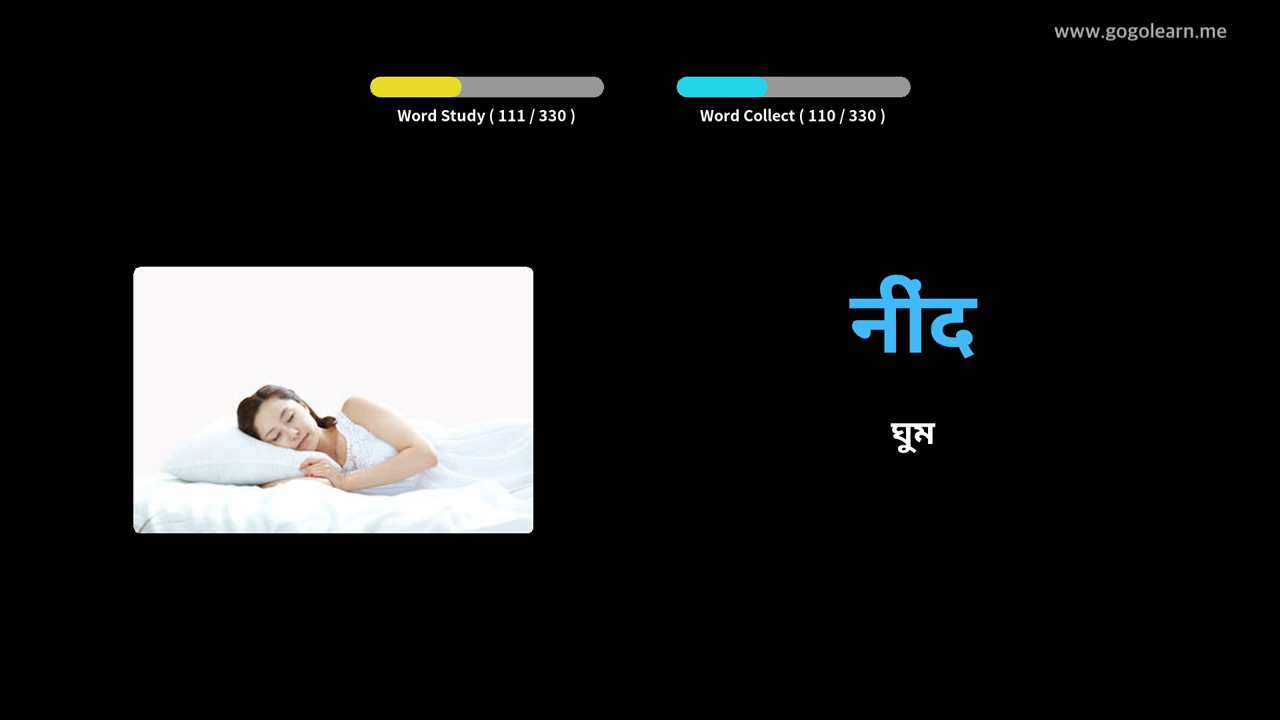 www.gogolearn.me
Word Study ( 111 / 330 )
Word Collect ( 110 / 330 )
नींद
ঘুম